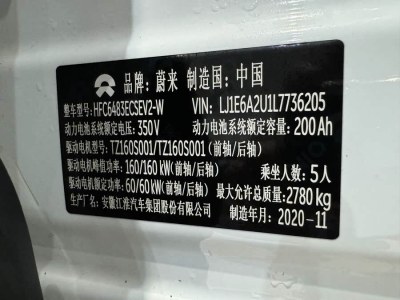 品牌：蔚来 制造国：中国
整车型号：HFC6483ECSEV2-W VIN：LJ1E6A2U1L7736205
动力电池系统额定电压：350V 动力电池系统额定容量：200Ah
驱动电机型号：TZ160S001/TZ160S001（前轴/后轴）
驱动电机峰值功率：160/160kW（前轴/后轴） 乘坐人数：5人
驱动电机额定功率：60/60kW（前轴/后轴） 最大允许总质量：2780kg
生产厂名：安徽江淮汽车集团股份有限公司 制造年月：2020-11